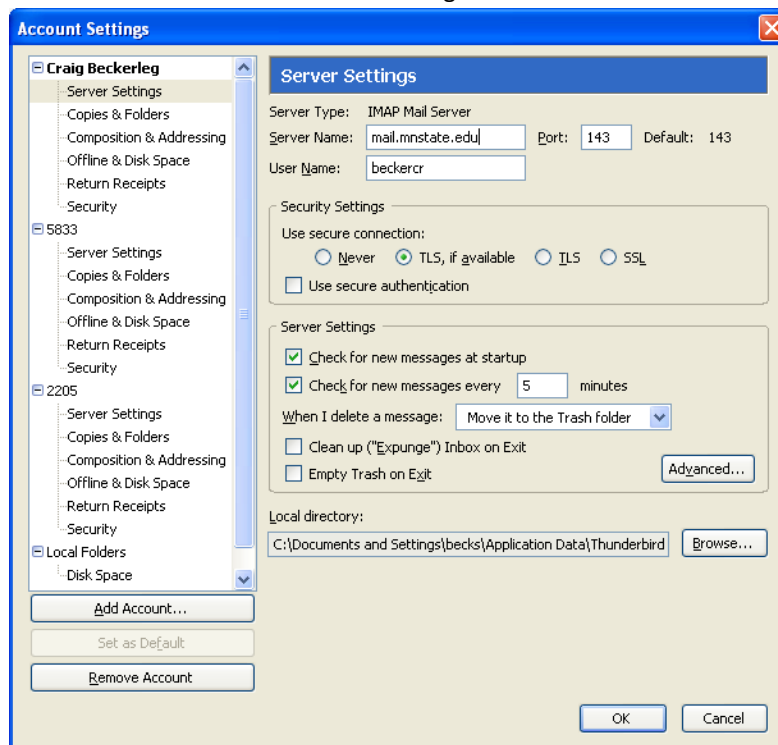 Account Settings
Craig Beckerleg
Server Settings
Copies & Folders
Composition & Addressing
Offline & Disk Space
Return Receipts
Security
5833
Server Settings
Copies & Folders
Composition & Addressing
Offline & Disk Space
Return Receipts
Security
2205
Server Settings
Copies & Folders
Composition & Addressing
Offline & Disk Space
Return Receipts
Security
Local Folders
Disk Space
Add Account...
Set as Default
Remove Account
Server Settings
Server Type: IMAP Mail Server
Server Name: mail.mnstate.edu Port: 143 Default: 143
User Name: beckercr
Security Settings
Use secure connection:
Never TLS, if available TLS SSL
Use secure authentication
Server Settings
Check for new messages at startup
Check for new messages every 5 minutes
When I delete a message: Move it to the Trash folder
Clean up ("Expunge") Inbox on Exit
Empty Trash on Exit
Advanced...
Local directory:
C:\Documents and Settings\becks\Application Data\Thunderbird Browse...
OK Cancel